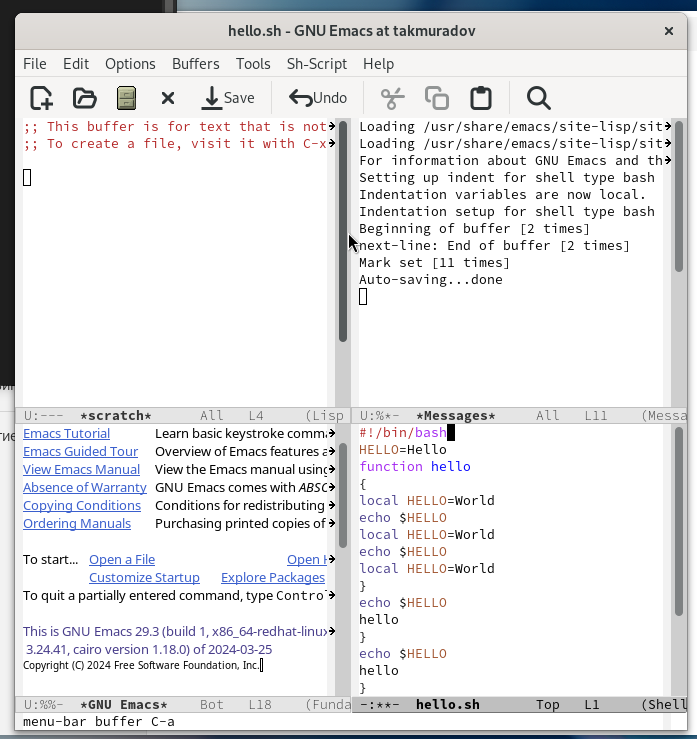 hello.sh - GNU Emacs at takmuradov
File Edit Options Buffers Tools Sh-Script Help
Save Undo
;; This buffer is for text that is not
;; To create a file, visit it with C-x
U:--- *scratch* All L4 (Lisp
Loading /usr/share/emacs/site-lisp/sit
Loading /usr/share/emacs/site-lisp/sit
For information about GNU Emacs and th
Setting up indent for shell type bash
Indentation variables are now local.
Indentation setup for shell type bash
Beginning of buffer [2 times]
next-line: End of buffer [2 times]
Mark set [11 times]
Auto-saving...done
U:%*- *Messages* All L11 (Messa
Emacs Tutorial Learn basic keystroke comma
Emacs Guided Tour Overview of Emacs features a
View Emacs Manual View the Emacs manual using
Absence of Warranty GNU Emacs comes with ABSO
Copying Conditions Conditions for redistributing
Ordering Manuals Purchasing printed copies of
To start... Open a File Open H
Customize Startup Explore Packages
To quit a partially entered command, type Contro
This is GNU Emacs 29.3 (build 1, x86_64-redhat-linux
3.24.41, cairo version 1.18.0) of 2024-03-25
Copyright (C) 2024 Free Software Foundation, Inc.
U:%%- *GNU Emacs* Bot L18 (Funda
#!/bin/bash
HELLO=Hello
function hello
{
local HELLO=World
echo $HELLO
local HELLO=World
echo $HELLO
local HELLO=World
}
echo $HELLO
hello
}
echo $HELLO
hello
}
-:**- hello.sh Top L1 (Shell
menu-bar buffer C-a